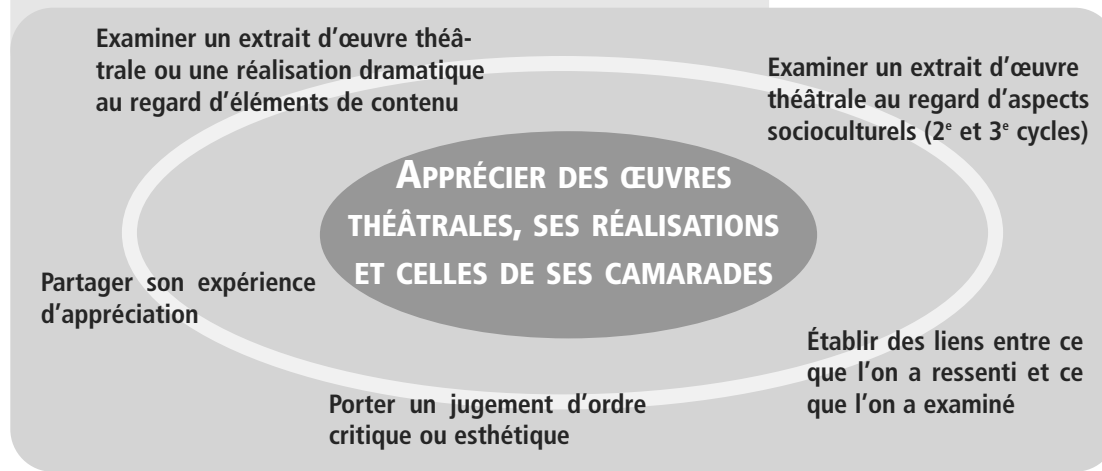 Examiner un extrait d'œuvre théâ-
trale ou une réalisation dramatique
au regard d'éléments de contenu
Examiner un extrait d'œuvre
théâtrale au regard d'aspects
socioculturels (2e et 3e cycles)
APPRÉCIER DES ŒUVRES
THÉÂTRALES, SES RÉALISATIONS
ET CELLES DE SES CAMARADES
Partager son expérience
d'appréciation
Établir des liens entre ce
que l'on a ressenti et ce
que l'on a examiné
Porter un jugement d'ordre
critique ou esthétique